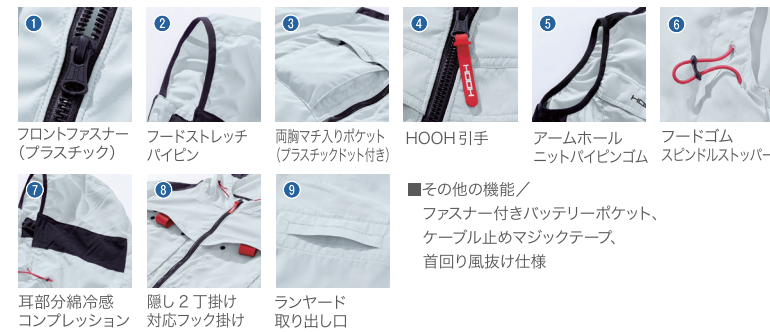 1
フロントファスナー
（プラスチック）
2
フードストレッチ
パイピン
3
両胸マチ入りポケット
（プラスチックドット付き）
4
HOOH
HOOH引手
5
HOOH
アームホール
ニットパイピンゴム
6
フードゴム
スピンドルストッパー
7
耳部分綿冷感
コンプレッション
8
隠し2丁掛け
対応フック掛け
9
ランヤード
取り出し口
■その他の機能／
ファスナー付きバッテリーポケット、
ケーブル止めマジックテープ、
首回り風抜け仕様